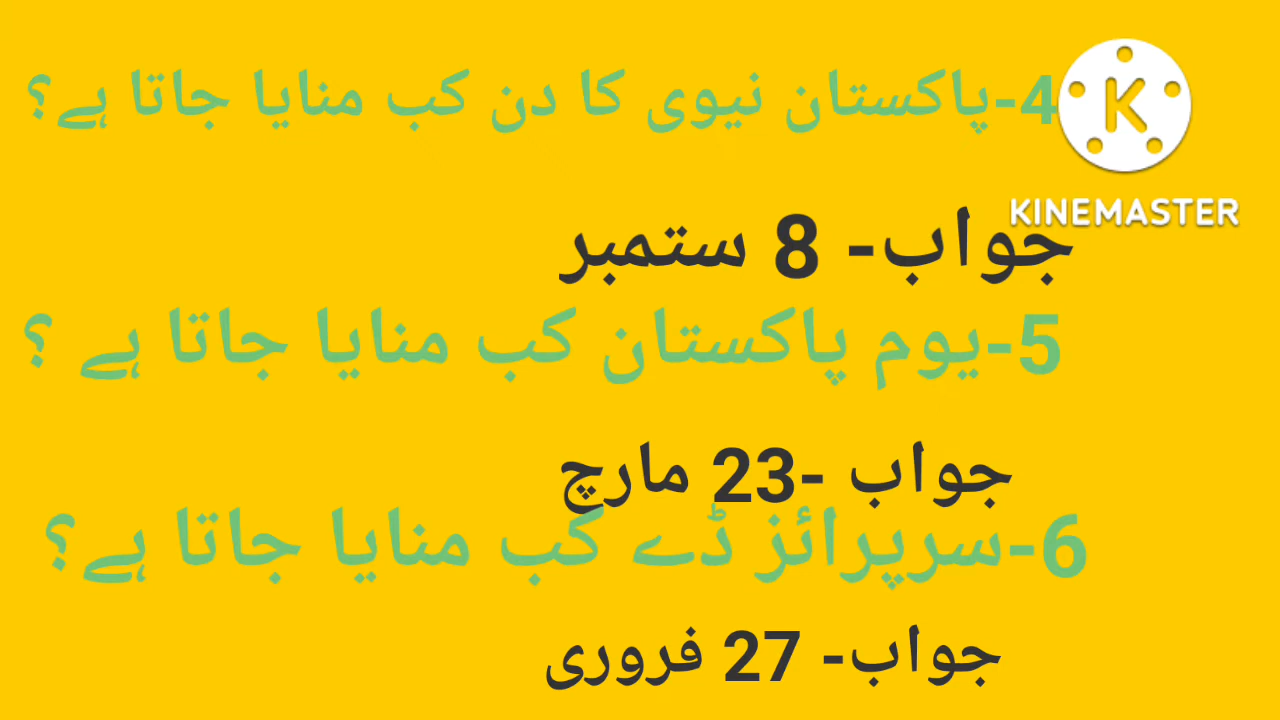 4-پاکستان نیوی کا دن کب منایا جاتا ہے؟
KINEMASTER
جواب- 8 ستمبر
5-یوم پاکستان کب منایا جاتا ہے ؟
جواب -23 مارچ
6-سرپرائز ڈے کب منایا جاتا ہے؟
جواب- 27 فروری